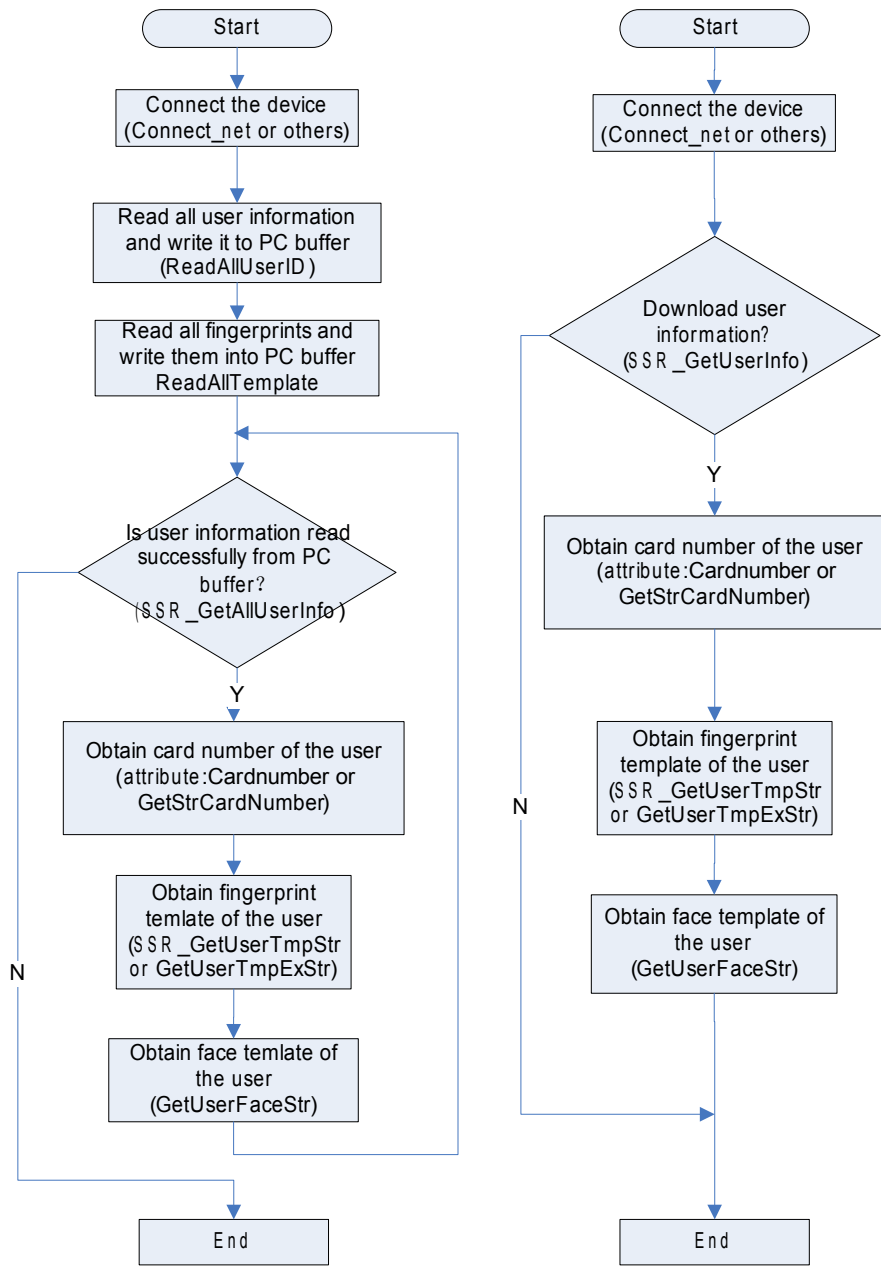 Start
Connect the device
(Connect_net or others)
Read all user information
and write it to PC buffer
(ReadAllUserID)
Read all fingerprints and
write them into PC buffer
ReadAllTemplate
Is user information read
successfully from PC
buffer?
(SSR_GetAllUserInfo)
Y
Obtain card number of the user
(attribute:Cardnumber or
GetStrCardNumber)
Obtain fingerprint
temlate of the user
(SSR_GetUserTmpStr
or GetUserTmpExStr)
N
Obtain face temlate of
the user
(GetUserFaceStr)
End
Start
Connect the device
(Connect_net or others)
Download user
information?
(SSR_GetUserInfo)
Y
Obtain card number of the user
(attribute:Cardnumber or
GetStrCardNumber)
Obtain fingerprint
template of the user
(SSR_GetUserTmpStr
or GetUserTmpExStr)
N
Obtain face template of
the user
(GetUserFaceStr)
End